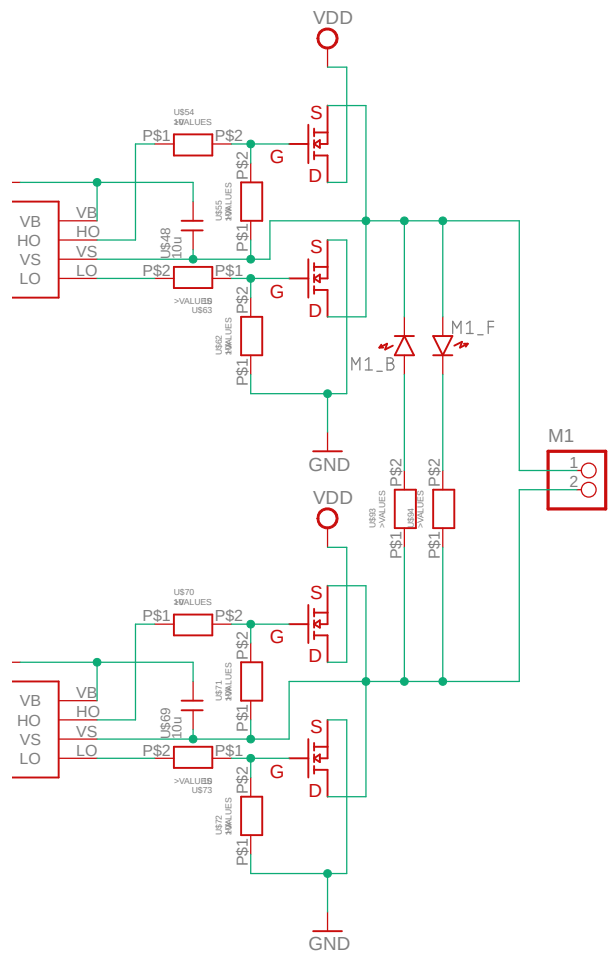 VDD
S
U$54
P$1
P$2
G
D
P$2
U$55
P$1
VB
VB
HO
HO
VS
VS
LO
LO
U$48
10u
P$2
P$1
>VALUES
U$63
S
G
D
P$2
U$62
P$1
GND
M1_F
M1_B
M1
1
2
P$2
P$2
U$93
>VALUES
U$94
>VALUES
P$1
P$1
VDD
S
U$70
P$1
P$2
G
D
P$2
U$71
P$1
VB
VB
HO
HO
VS
VS
LO
LO
U$69
10u
P$2
P$1
>VALUES
U$73
S
G
D
P$2
U$72
P$1
GND